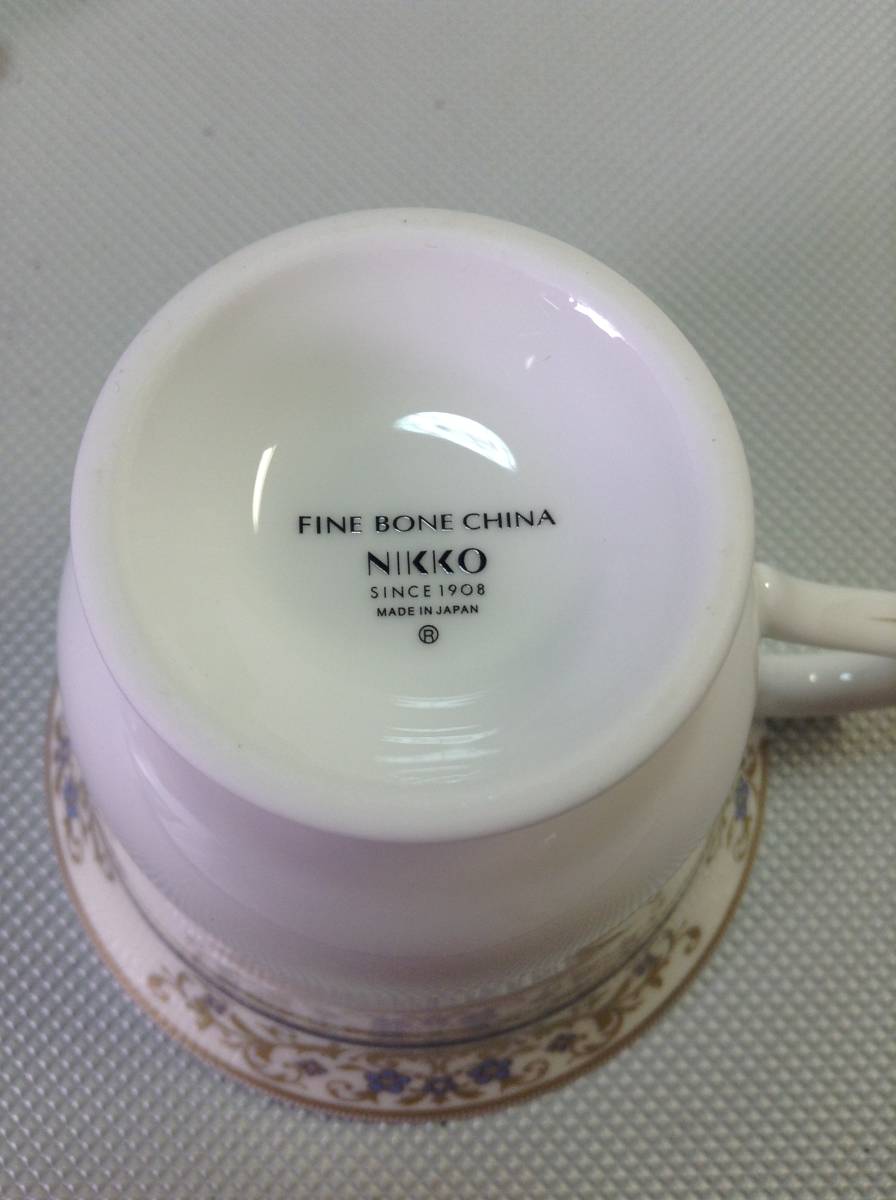 FINE BONE CHINA
NIKKO
SINCE 1908
MADE IN JAPAN
®